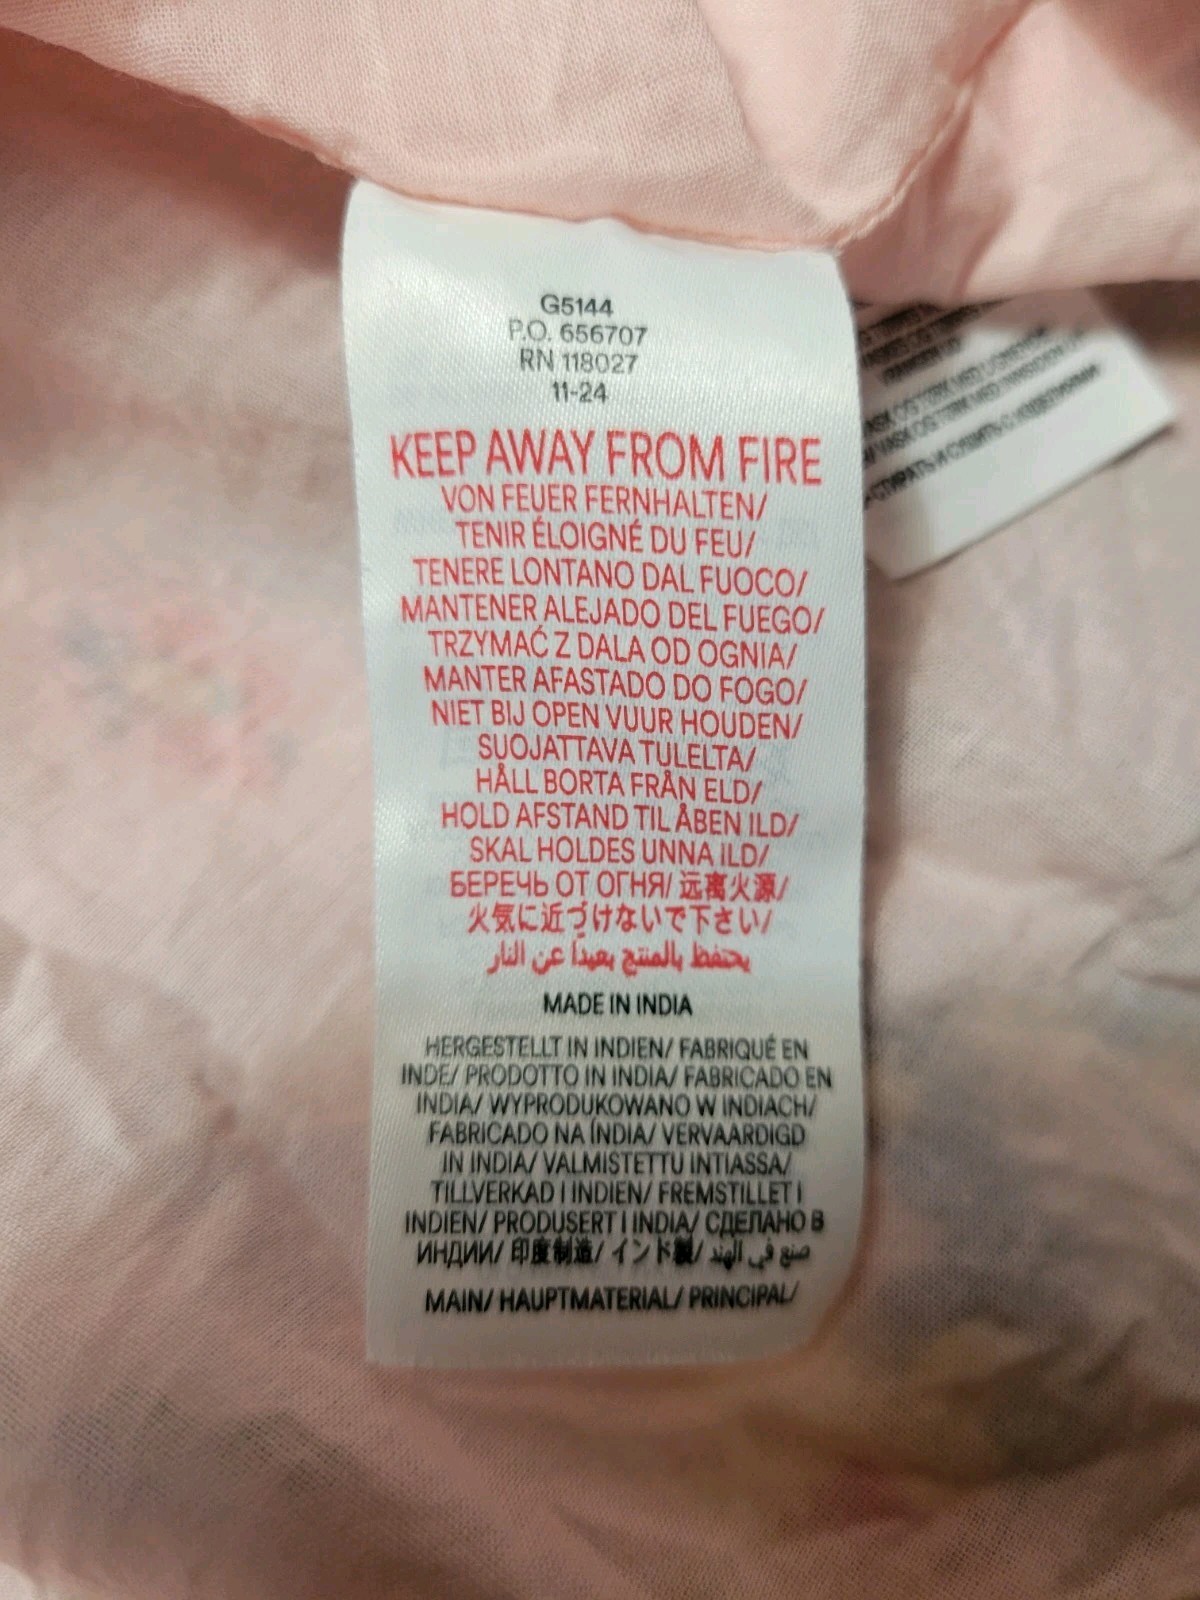 G5144
P.O. 656707
RN 118027
11-24
KEEP AWAY FROM FIRE
VON FEUER FERNHALTEN/
TENIR ÉLOIGNÉ DU FEU/
TENERE LONTANO DAL FUOCO/
MANTENER ALEJADO DEL FUEGO/
TRZYMAĆ Z DALA OD OGNIA/
MANTER AFASTADO DO FOGO/
NIET BIJ OPEN VUUR HOUDEN/
SUOJATTAVA TULELTA/
HÅLL BORTA FRÅN ELD/
HOLD AFSTAND TIL ÅBEN ILD/
SKAL HOLDES UNNA ILD/
БЕРЕЧЬ ОТ ОГНЯ/ 远离火源/
火気に近づけないで下さい/
يحتفظ بالمنتج بعيداً عن النار
MADE IN INDIA
HERGESTELLT IN INDIEN/ FABRIQUÉ EN
INDE/ PRODOTTO IN INDIA/ FABRICADO EN
INDIA/ WYPRODUKOWANO W INDIACH/
FABRICADO NA ÍNDIA/ VERVAARDIGD
IN INDIA/ VALMISTETTU INTIASSA/
TILLVERKAD I INDIEN/ FREMSTILLET I
INDIEN/ PRODUSERT I INDIA/ СДЕЛАНО В
ИНДИИ/ 印度制造/ インド製/ صنع في الهند
MAIN/ HAUPTMATERIAL/ PRINCIPAL/
СТИРАТЬ И СУШИТЬ С